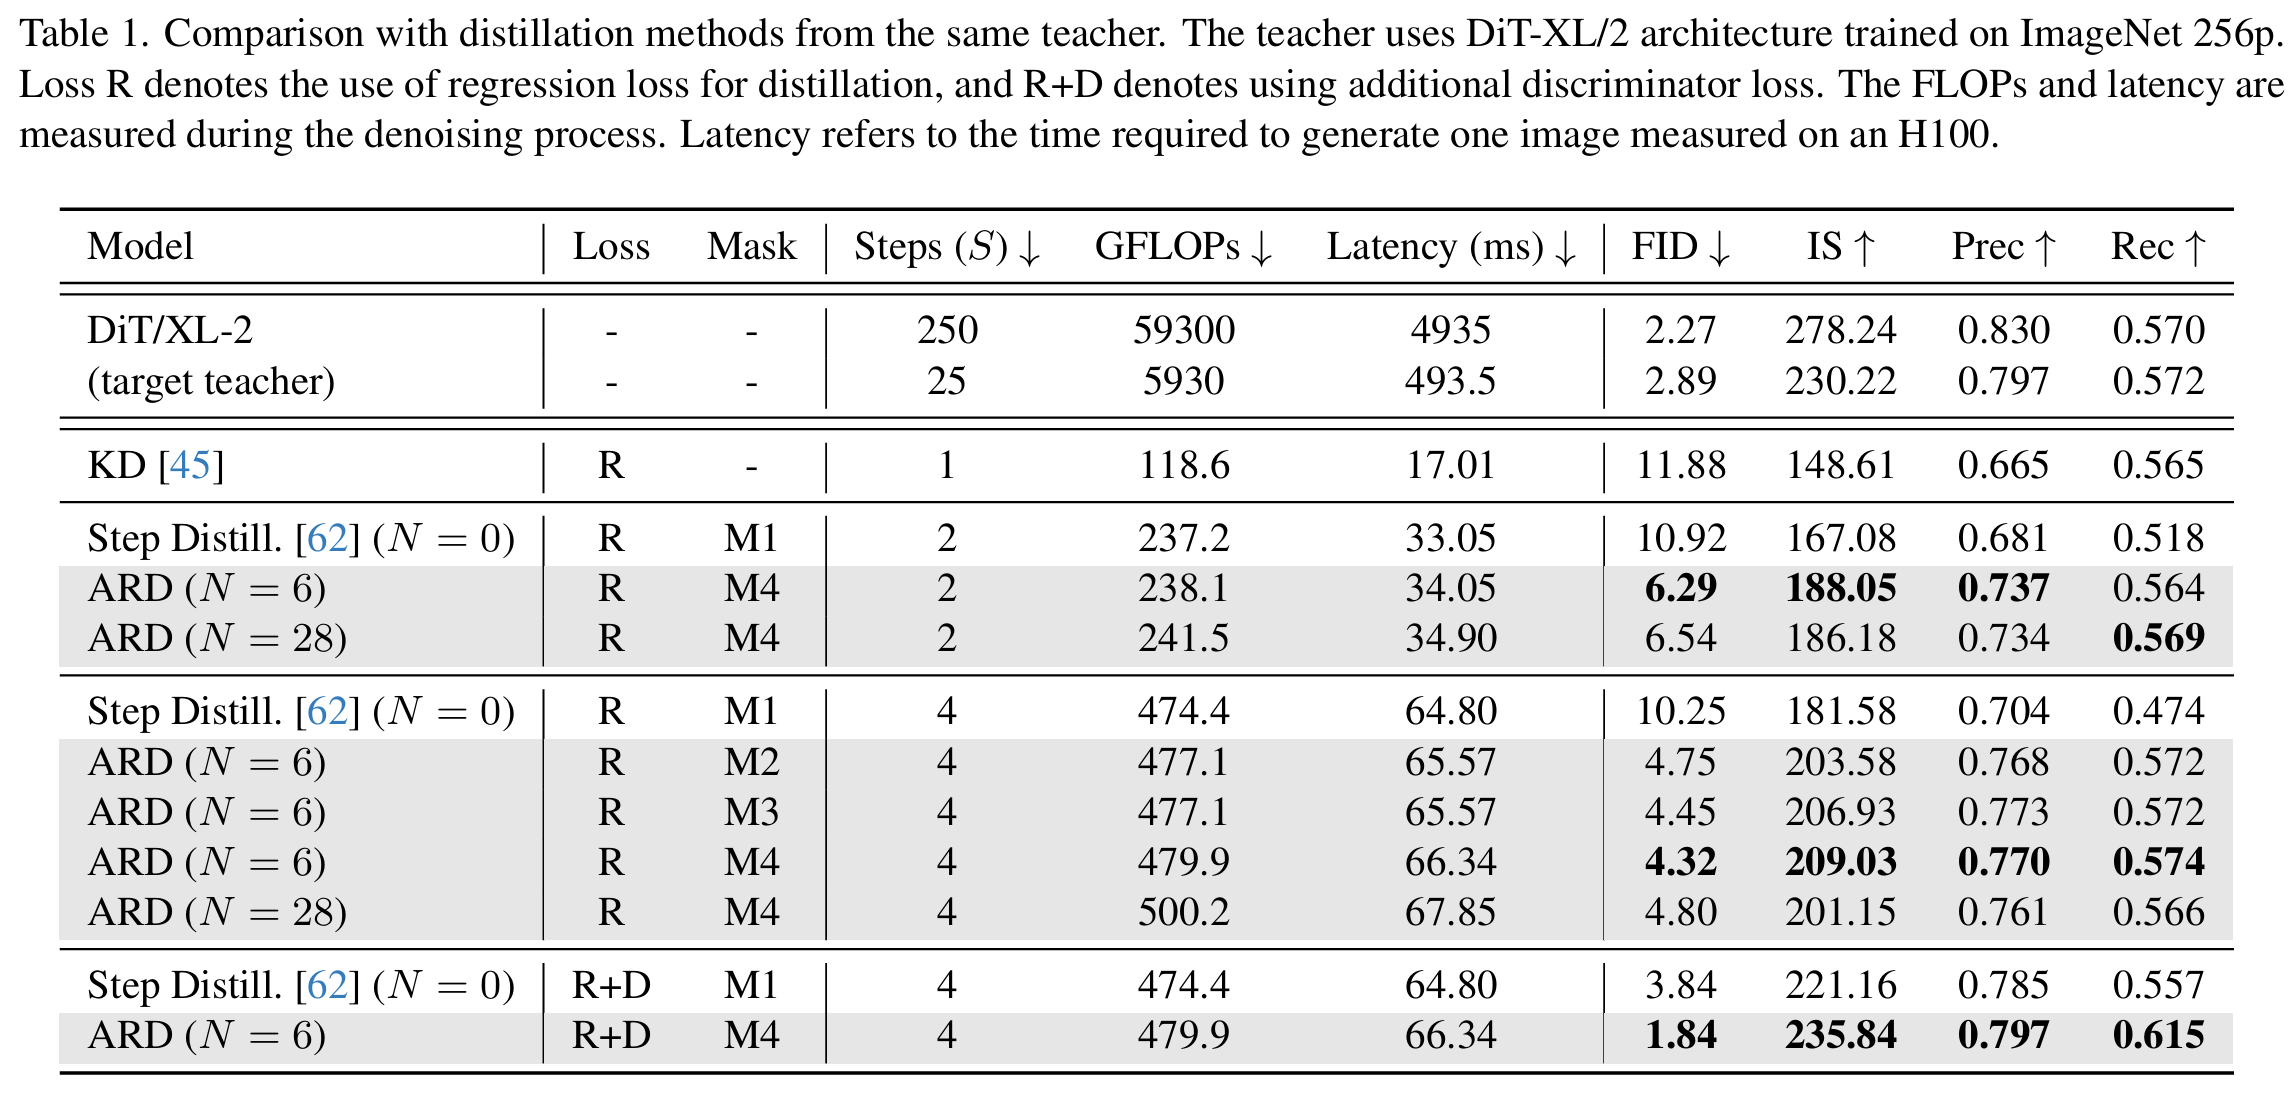 Table 1. Comparison with distillation methods from the same teacher. The teacher uses DiT-XL/2 architecture trained on ImageNet 256p.
Loss R denotes the use of regression loss for distillation, and R+D denotes using additional discriminator loss. The FLOPs and latency are
measured during the denoising process. Latency refers to the time required to generate one image measured on an H100.
Model Loss Mask Steps (S) ↓ GFLOPs ↓ Latency (ms) ↓ FID ↓ IS ↑ Prec ↑ Rec ↑
DiT/XL-2 - - 250 59300 4935 2.27 278.24 0.830 0.570
(target teacher) - - 25 5930 493.5 2.89 230.22 0.797 0.572
KD [45] R - 1 118.6 17.01 11.88 148.61 0.665 0.565
Step Distill. [62] (N = 0) R M1 2 237.2 33.05 10.92 167.08 0.681 0.518
ARD (N = 6) R M4 2 238.1 34.05 6.29 188.05 0.737 0.564
ARD (N = 28) R M4 2 241.5 34.90 6.54 186.18 0.734 0.569
Step Distill. [62] (N = 0) R M1 4 474.4 64.80 10.25 181.58 0.704 0.474
ARD (N = 6) R M2 4 477.1 65.57 4.75 203.58 0.768 0.572
ARD (N = 6) R M3 4 477.1 65.57 4.45 206.93 0.773 0.572
ARD (N = 6) R M4 4 479.9 66.34 4.32 209.03 0.770 0.574
ARD (N = 28) R M4 4 500.2 67.85 4.80 201.15 0.761 0.566
Step Distill. [62] (N = 0) R+D M1 4 474.4 64.80 3.84 221.16 0.785 0.557
ARD (N = 6) R+D M4 4 479.9 66.34 1.84 235.84 0.797 0.615